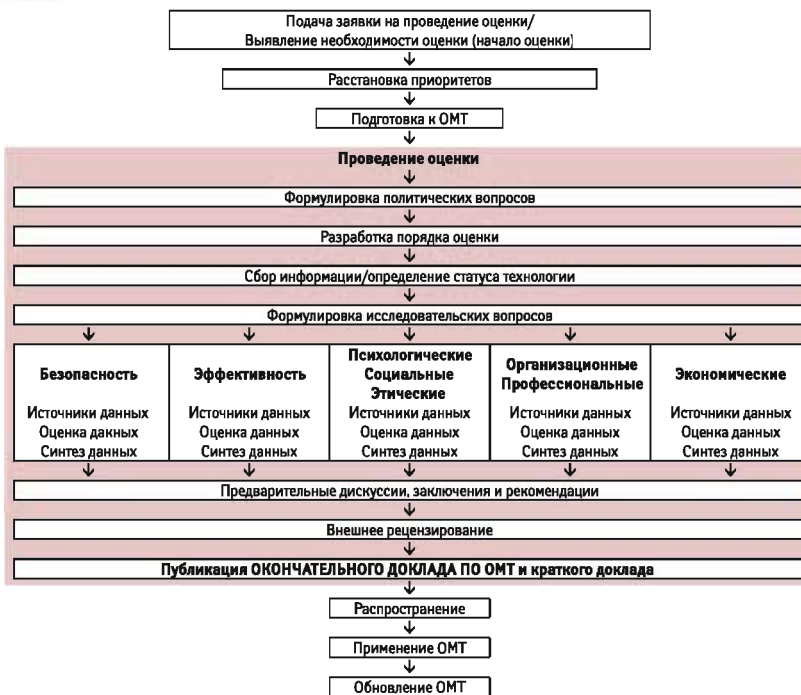 Подача заявки на проведение оценки/
Выявление необходимости оценки (начало оценки)
Расстановка приоритетов
Подготовка к ОМТ
Проведение оценки
Формулировка политических вопросов
Разработка порядка оценки
Сбор информации/определение статуса технологии
Формулировка исследовательских вопросов
Безопасность
Источники данных
Оценка данных
Синтез данных
Эффективность
Источники данных
Оценка данных
Синтез данных
Психологические
Социальные
Этические
Источники данных
Оценка данных
Синтез данных
Организационные
Профессиональные
Источники данных
Оценка данных
Синтез данных
Экономические
Источники данных
Оценка данных
Синтез данных
Предварительные дискуссии, заключения и рекомендации
Внешнее рецензирование
Публикация ОКОНЧАТЕЛЬНОГО ДОКЛАДА ПО ОМТ и краткого доклада
Распространение
Применение ОМТ
Обновление ОМТ